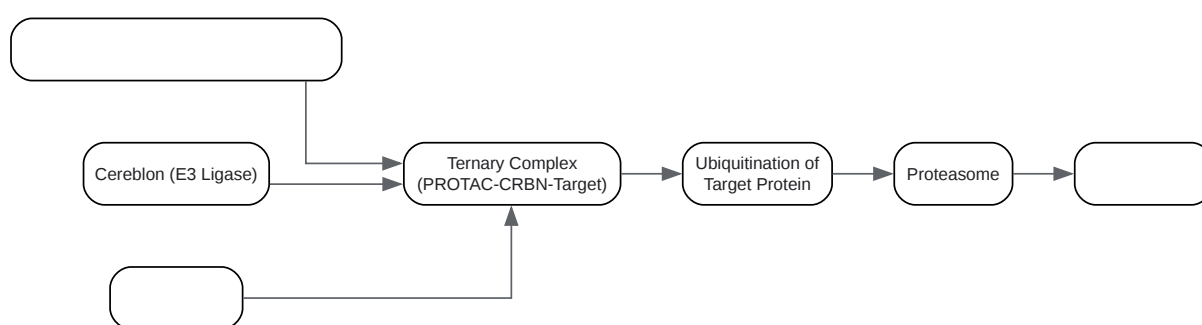 Cereblon (E3 Ligase)
Ternary Complex
(PROTAC-CRBN-Target)
Ubiquitination of
Target Protein
Proteasome